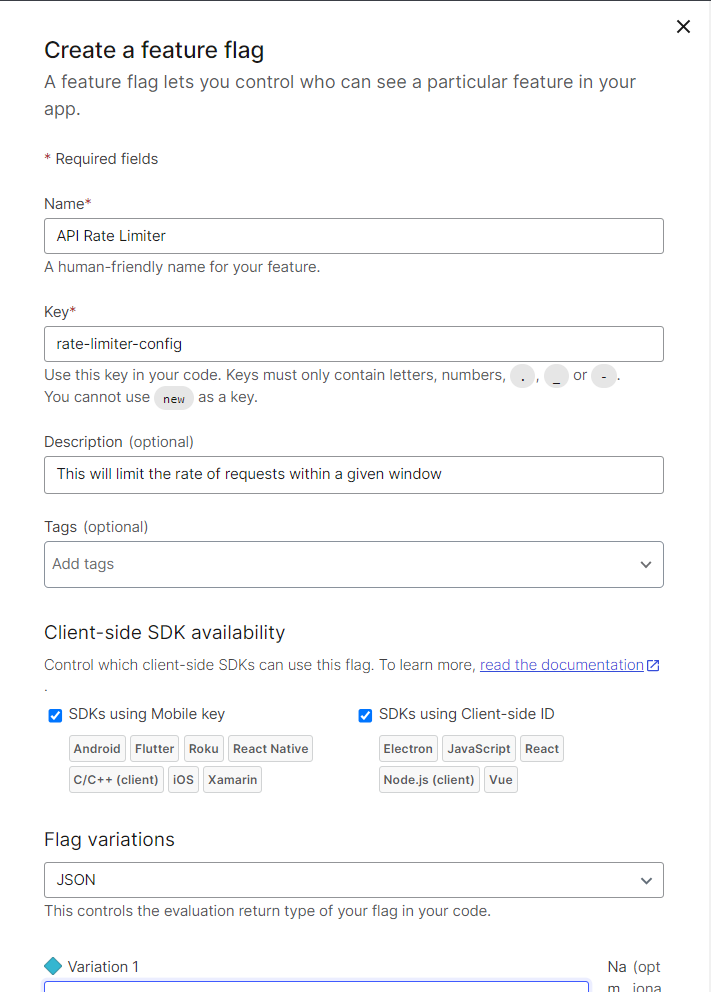 Create a feature flag
A feature flag lets you control who can see a particular feature in your
app.
* Required fields
Name*
API Rate Limiter
A human-friendly name for your feature.
Key*
rate-limiter-config
Use this key in your code. Keys must only contain letters, numbers, . , _ or - .
You cannot use new as a key.
Description (optional)
This will limit the rate of requests within a given window
Tags (optional)
Add tags
Client-side SDK availability
Control which client-side SDKs can use this flag. To learn more, read the documentation
.
SDKs using Mobile key
Android Flutter Roku React Native
C/C++ (client) iOS Xamarin
SDKs using Client-side ID
Electron JavaScript React
Node.js (client) Vue
Flag variations
JSON
This controls the evaluation return type of your flag in your code.
Variation 1
Na (opt
m iona